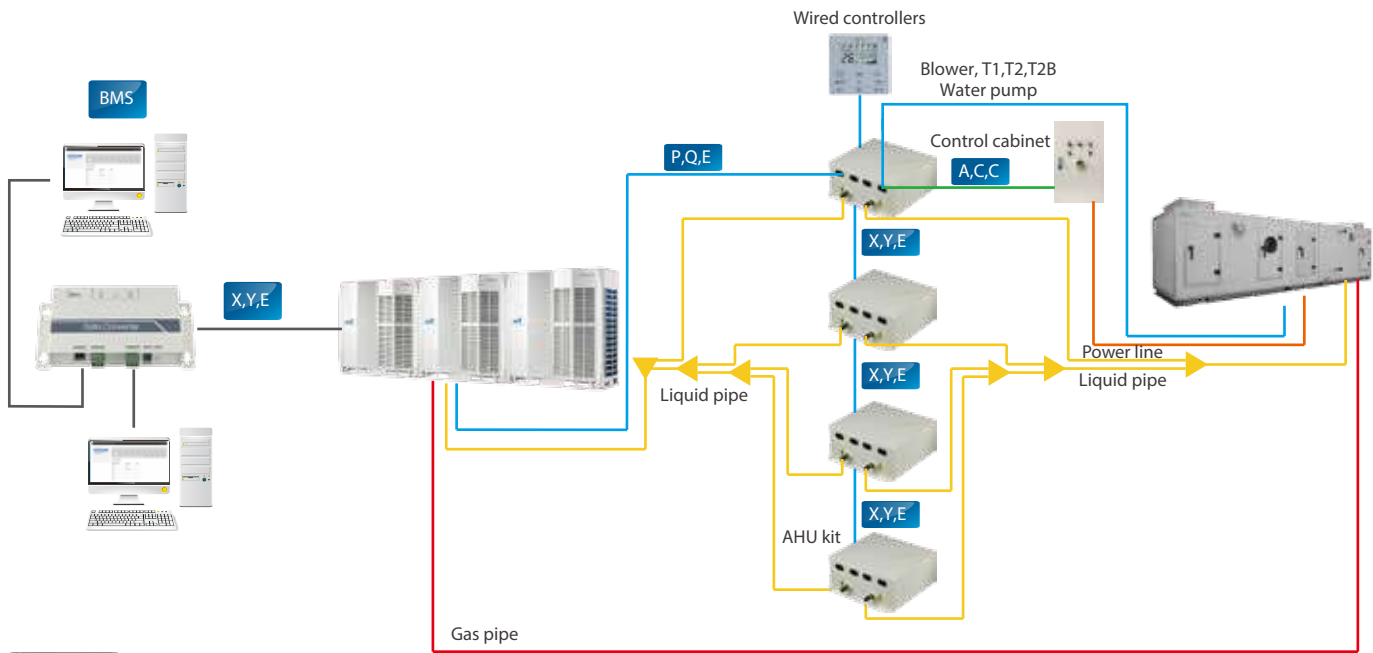 Wired controllers
BMS
Blower, T1,T2,T2B
Water pump
Control cabinet
P,Q,E
A,C,C
X,Y,E
X,Y,E
Power line
Liquid pipe
X,Y,E
Liquid pipe
X,Y,E
AHU kit
Gas pipe